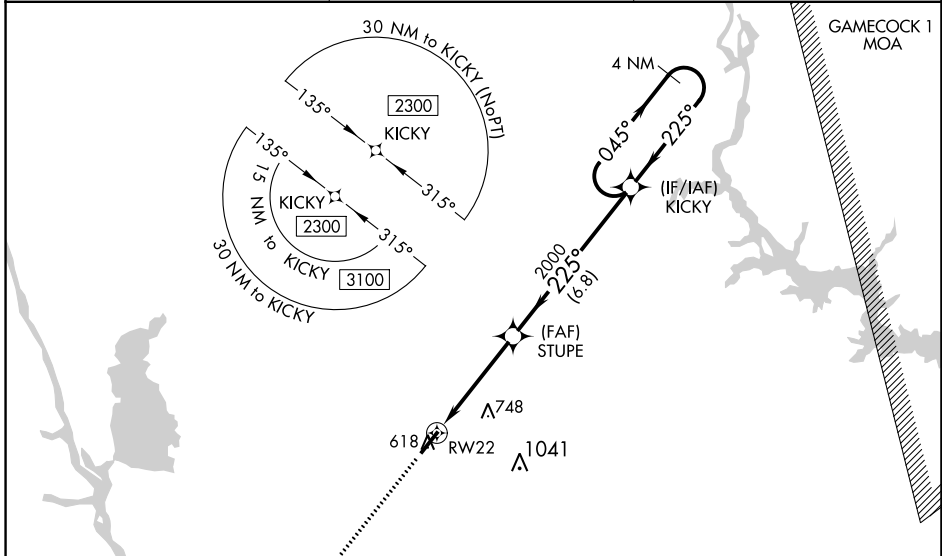 GAMECOCK 1
MOA
30 NM to KICKY (NoPT)
135°
2300
KICKY
315°
135°
15 NM to KICKY
KICKY
2300
315°
3100
30 NM to KICKY
4 NM
045°
225°
(IF/IAF)
KICKY
2000
225°
(6.8)
(FAF)
STUPE
748
618
RW22
1041